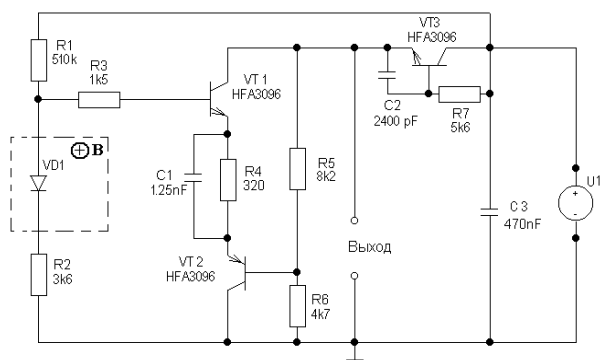 VT3
HFA3096
R1
510k
R3
1k5
VT 1
HFA3096
C2
2400 pF
R7
5k6
VD1
B
C1
1.25nF
R4
320
R5
8k2
U1
+
-
C 3
470nF
Выход
VT 2
HFA3096
R2
3k6
R6
4k7